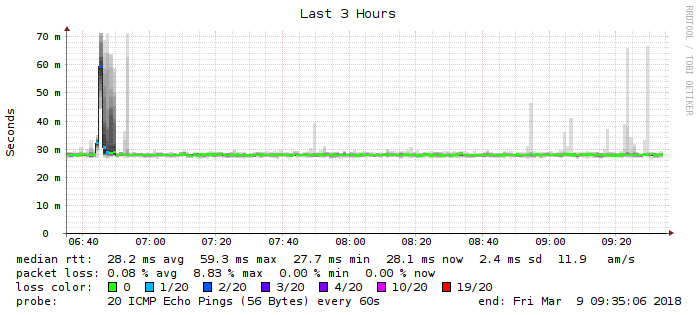 Last 3 Hours
RRDTOOL / TOBI OETIKER
Seconds
70 m
60 m
50 m
40 m
30 m
20 m
10 m
0
06:40 07:00 07:20 07:40 08:00 08:20 08:40 09:00 09:20
median rtt: 28.2 ms avg 59.3 ms max 27.7 ms min 28.1 ms now 2.4 ms sd 11.9 am/s
packet loss: 0.08 % avg 8.83 % max 0.00 % min 0.00 % now
loss color: 0 1/20 2/20 3/20 4/20 10/20 19/20
probe: 20 ICMP Echo Pings (56 Bytes) every 60s end: Fri Mar 9 09:35:06 2018